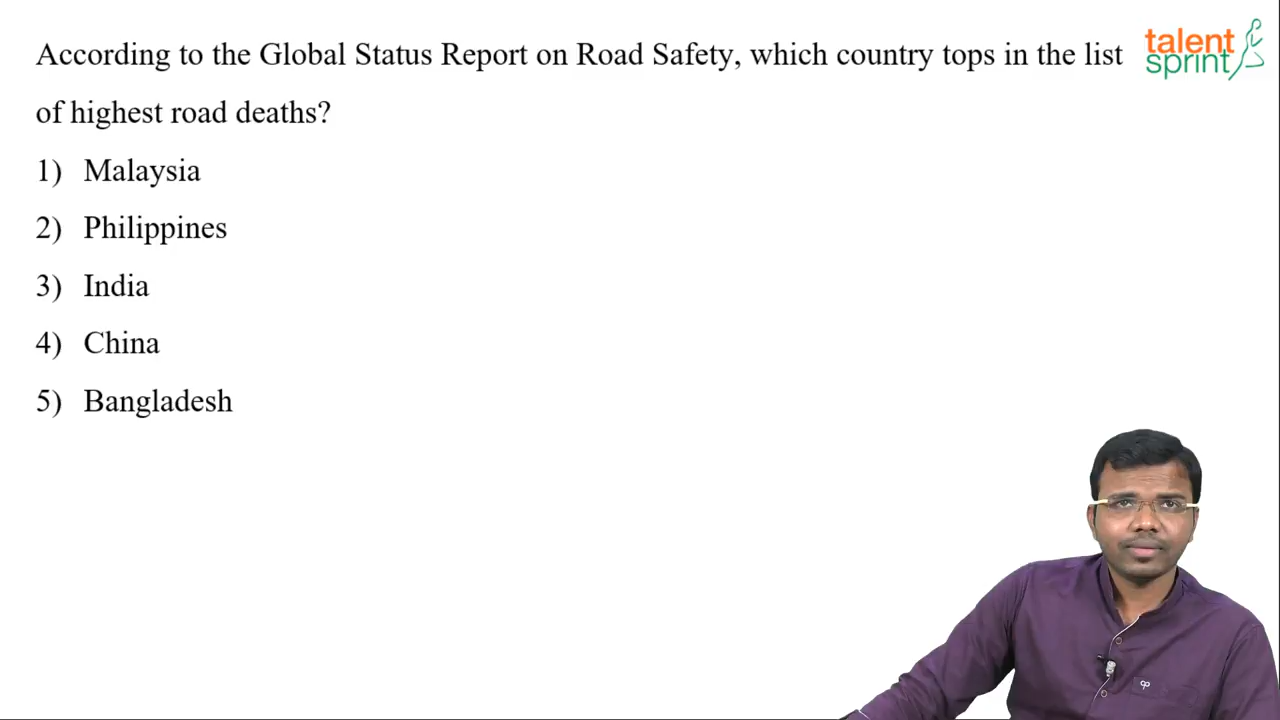 According to the Global Status Report on Road Safety, which country tops in the list
of highest road deaths?
1) Malaysia
2) Philippines
3) India
4) China
5) Bangladesh
talent
sprint